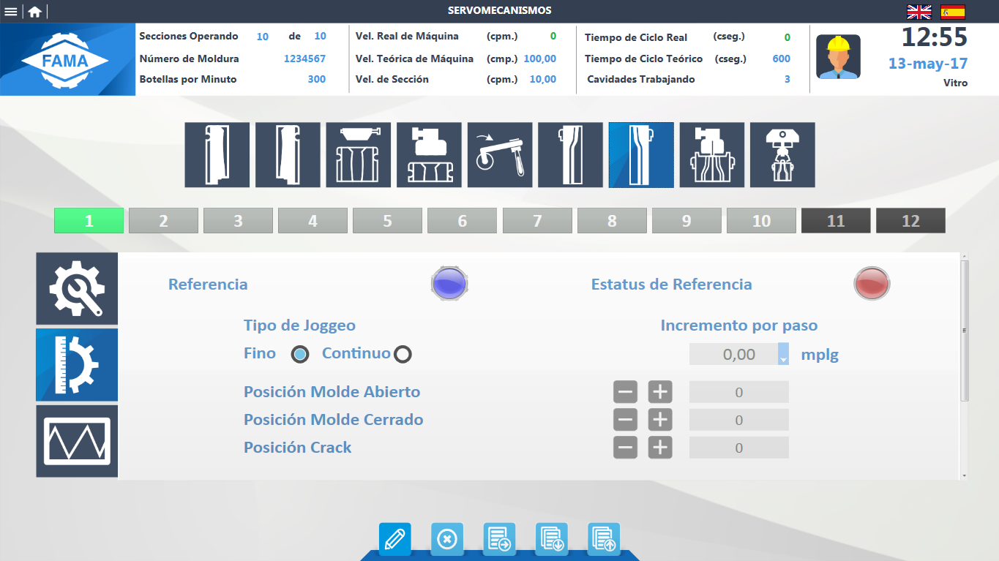 SERVOMECANISMOS
FAMA
Secciones Operando 10 de 10
Número de Moldura 1234567
Botellas por Minuto 300
Vel. Real de Máquina (cpm.) 0
Vel. Teórica de Máquina (cmp.) 100,00
Vel. de Sección (cpm.) 10,00
Tiempo de Ciclo Real (cseg.) 0
Tiempo de Ciclo Teórico (cseg.) 600
Cavidades Trabajando 3
12:55
13-may-17
Vitro
1 2 3 4 5 6 7 8 9 10 11 12
Referencia Estatus de Referencia
Tipo de Joggeo Incremento por paso
Fino Continuo 0,00 mplg
Posición Molde Abierto 0
Posición Molde Cerrado 0
Posición Crack 0